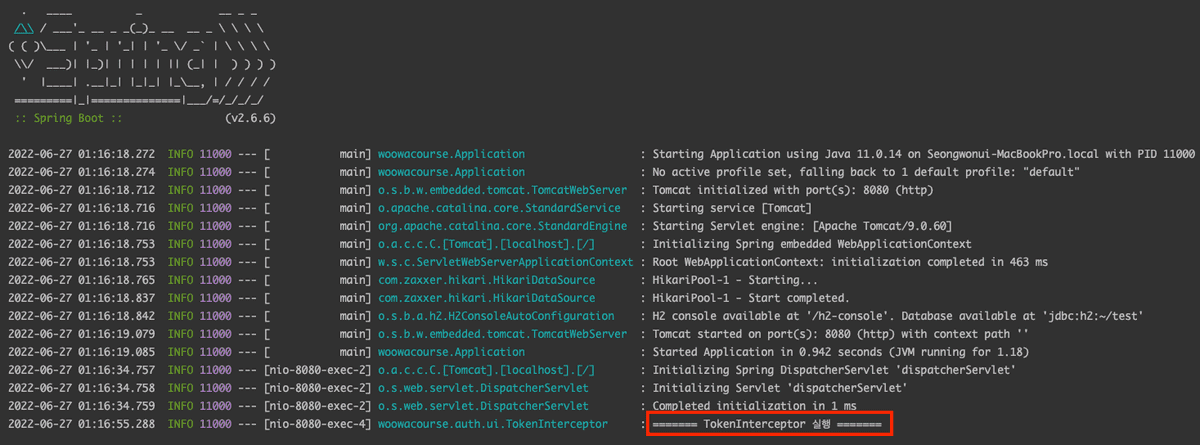 .   ____          _            __ _ _
 /\\ / ___'_ __ _ _(_)_ __  __ _ \ \ \ \
( ( )\___ | '_ | '_| | '_ \/ _` | \ \ \ \
 \\/  ___)| |_)| | | | | || (_| |  ) ) ) )
  '  |____| .__|_| |_|_| |_\__, | / / / /
 =========|_|==============|___/=/_/_/_/
 :: Spring Boot ::                (v2.6.6)
2022-06-27 01:16:18.272  INFO 11000 --- [           main] woowacourse.Application                  : Starting Application using Java 11.0.14 on Seongwonui-MacBookPro.local with PID 11000
2022-06-27 01:16:18.274  INFO 11000 --- [           main] woowacourse.Application                  : No active profile set, falling back to 1 default profile: "default"
2022-06-27 01:16:18.712  INFO 11000 --- [           main] o.s.b.w.embedded.tomcat.TomcatWebServer  : Tomcat initialized with port(s): 8080 (http)
2022-06-27 01:16:18.716  INFO 11000 --- [           main] o.apache.catalina.core.StandardService   : Starting service [Tomcat]
2022-06-27 01:16:18.716  INFO 11000 --- [           main] org.apache.catalina.core.StandardEngine  : Starting Servlet engine: [Apache Tomcat/9.0.60]
2022-06-27 01:16:18.753  INFO 11000 --- [           main] o.a.c.c.C.[Tomcat].[localhost].[/]       : Initializing Spring embedded WebApplicationContext
2022-06-27 01:16:18.753  INFO 11000 --- [           main] w.s.c.ServletWebServerApplicationContext : Root WebApplicationContext: initialization completed in 463 ms
2022-06-27 01:16:18.765  INFO 11000 --- [           main] com.zaxxer.hikari.HikariDataSource       : HikariPool-1 - Starting...
2022-06-27 01:16:18.837  INFO 11000 --- [           main] com.zaxxer.hikari.HikariDataSource       : HikariPool-1 - Start completed.
2022-06-27 01:16:18.842  INFO 11000 --- [           main] o.s.b.a.h2.H2ConsoleAutoConfiguration    : H2 console available at '/h2-console'. Database available at 'jdbc:h2:~/test'
2022-06-27 01:16:19.079  INFO 11000 --- [           main] o.s.b.w.embedded.tomcat.TomcatWebServer  : Tomcat started on port(s): 8080 (http) with context path ''
2022-06-27 01:16:19.085  INFO 11000 --- [           main] woowacourse.Application                  : Started Application in 0.942 seconds (JVM running for 1.18)
2022-06-27 01:16:34.757  INFO 11000 --- [nio-8080-exec-2] o.a.c.c.C.[Tomcat].[localhost].[/]       : Initializing Spring DispatcherServlet 'dispatcherServlet'
2022-06-27 01:16:34.758  INFO 11000 --- [nio-8080-exec-2] o.s.web.servlet.DispatcherServlet        : Initializing Servlet 'dispatcherServlet'
2022-06-27 01:16:34.759  INFO 11000 --- [nio-8080-exec-2] o.s.web.servlet.DispatcherServlet        : Completed initialization in 1 ms
2022-06-27 01:16:55.288  INFO 11000 --- [nio-8080-exec-4] woowacourse.auth.ui.TokenInterceptor     : ======= TokenInterceptor 실행 =======